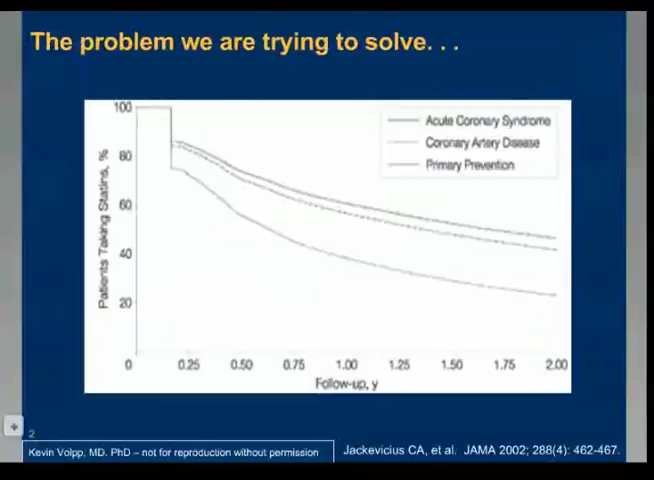 The problem we are trying to solve. . .
100
80
60
40
20
0
Patients Taking Statins, %
Acute Coronary Syndrome
Coronary Artery Disease
Primary Prevention
0.25 0.50 0.75 1.00 1.25 1.50 1.75 2.00
Follow-up, y
2
Kevin Volpp, MD. PhD – not for reproduction without permission
Jackevicius CA, et al. JAMA 2002; 288(4): 462-467.